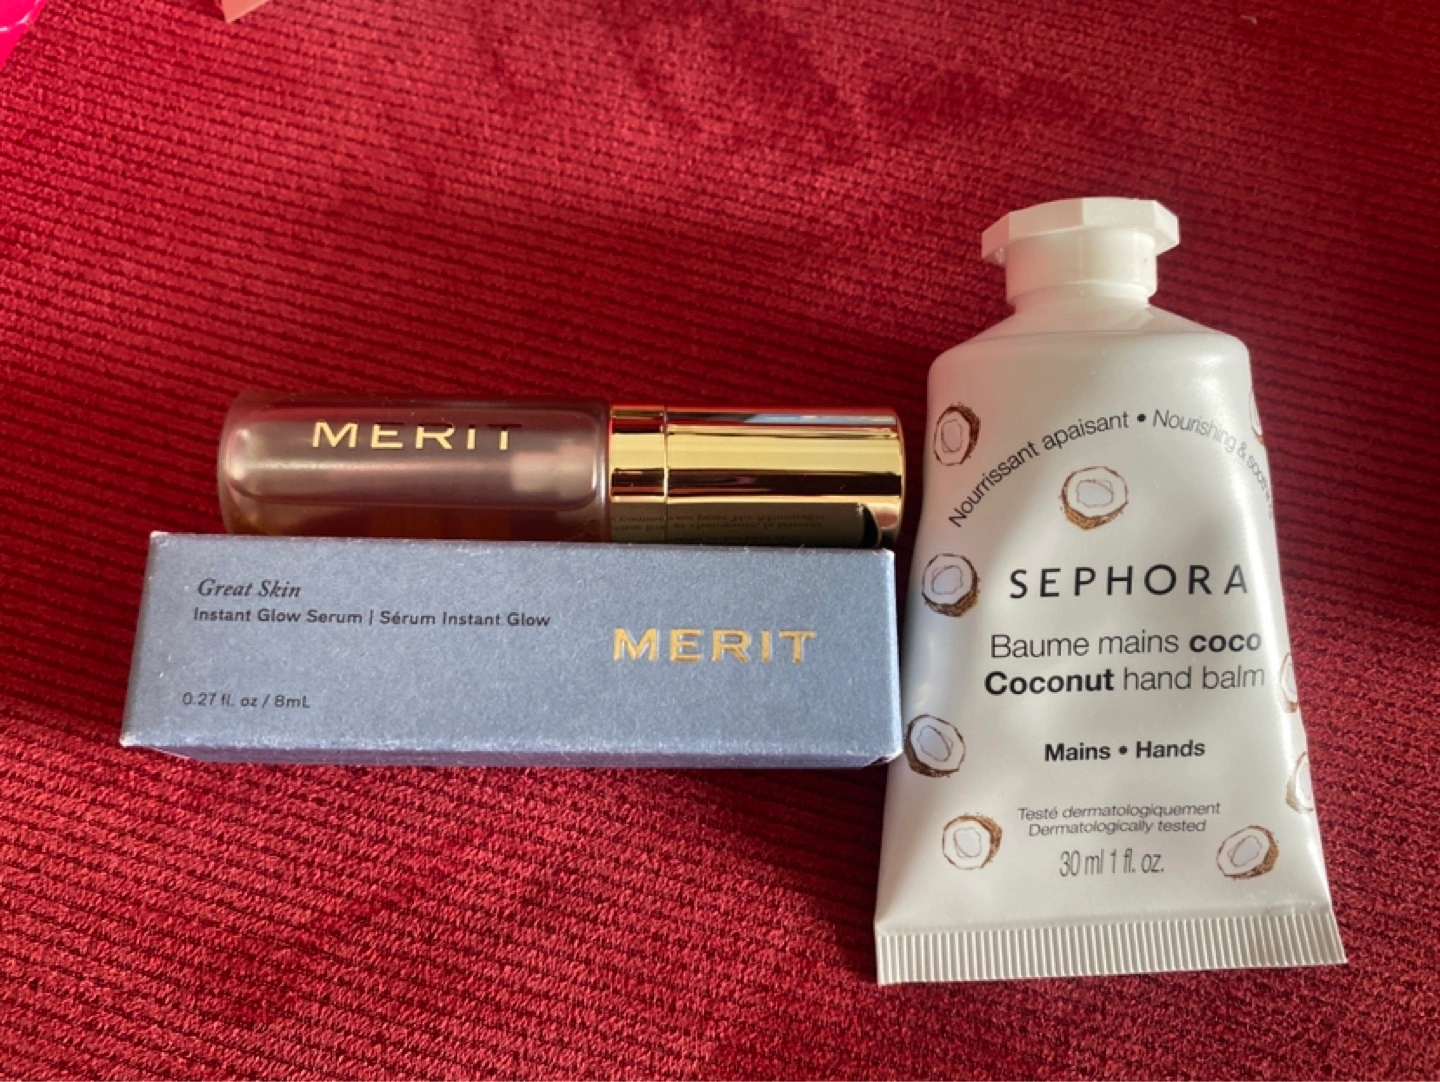 MERIT
Great Skin
Instant Glow Serum | Sérum Instant Glow
MERIT
0.27 fl. oz / 8mL
Nourrissant apaisant • Nourishing &
SEPHORA
Baume mains coco
Coconut hand balm
Mains • Hands
Testé dermatologiquement
Dermatologically tested
30 ml 1 fl. oz.